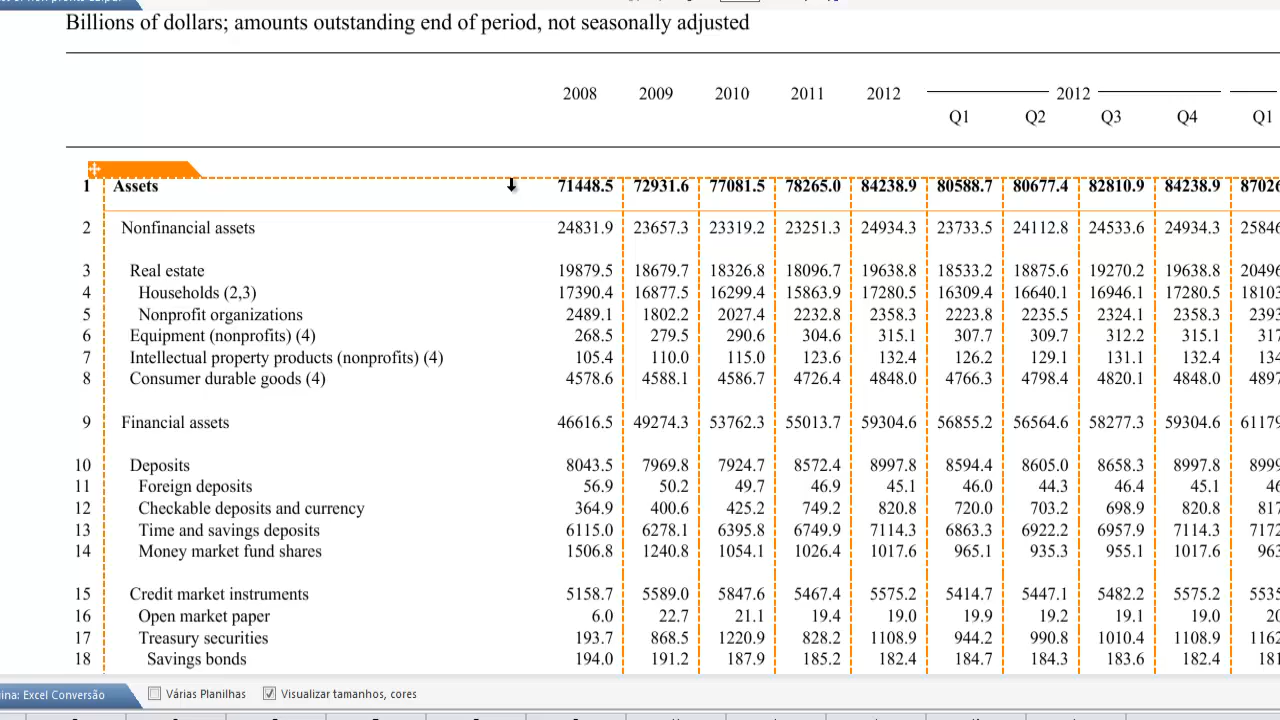 Billions of dollars; amounts outstanding end of period, not seasonally adjusted
2008 2009 2010 2011 2012 2012
Q1 Q2 Q3 Q4 Q1
1 Assets 71448.5 72931.6 77081.5 78265.0 84238.9 80588.7 80677.4 82810.9 84238.9 87026
2 Nonfinancial assets 24831.9 23657.3 23319.2 23251.3 24934.3 23733.5 24112.8 24533.6 24934.3 25846
3 Real estate 19879.5 18679.7 18326.8 18096.7 19638.8 18533.2 18875.6 19270.2 19638.8 20496
4 Households (2,3) 17390.4 16877.5 16299.4 15863.9 17280.5 16309.4 16640.1 16946.1 17280.5 18103
5 Nonprofit organizations 2489.1 1802.2 2027.4 2232.8 2358.3 2223.8 2235.5 2324.1 2358.3 2393
6 Equipment (nonprofits) (4) 268.5 279.5 290.6 304.6 315.1 307.7 309.7 312.2 315.1 317
7 Intellectual property products (nonprofits) (4) 105.4 110.0 115.0 123.6 132.4 126.2 129.1 131.1 132.4 134
8 Consumer durable goods (4) 4578.6 4588.1 4586.7 4726.4 4848.0 4766.3 4798.4 4820.1 4848.0 4897
9 Financial assets 46616.5 49274.3 53762.3 55013.7 59304.6 56855.2 56564.6 58277.3 59304.6 61179
10 Deposits 8043.5 7969.8 7924.7 8572.4 8997.8 8594.4 8605.0 8658.3 8997.8 8999
11 Foreign deposits 56.9 50.2 49.7 46.9 45.1 46.0 44.3 46.4 45.1 46
12 Checkable deposits and currency 364.9 400.6 425.2 749.2 820.8 720.0 703.2 698.9 820.8 817
13 Time and savings deposits 6115.0 6278.1 6395.8 6749.9 7114.3 6863.3 6922.2 6957.9 7114.3 7172
14 Money market fund shares 1506.8 1240.8 1054.1 1026.4 1017.6 965.1 935.3 955.1 1017.6 963
15 Credit market instruments 5158.7 5589.0 5847.6 5467.4 5575.2 5414.7 5447.1 5482.2 5575.2 5535
16 Open market paper 6.0 22.7 21.1 19.4 19.0 19.9 19.2 19.1 19.0 20
17 Treasury securities 193.7 868.5 1220.9 828.2 1108.9 944.2 990.8 1010.4 1108.9 1162
18 Savings bonds 194.0 191.2 187.9 185.2 182.4 184.7 184.3 183.6 182.4 181
ina: Excel Conversão Várias Planilhas Visualizar tamanhos, cores